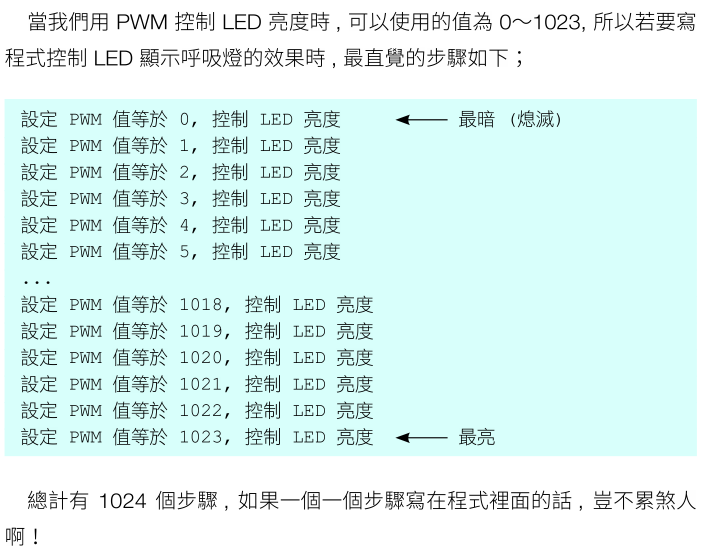 當我們用 PWM 控制 LED 亮度時，可以使用的值為 0～1023, 所以若要寫
程式控制 LED 顯示呼吸燈的效果時，最直覺的步驟如下；
設定 PWM 值等於 0, 控制 LED 亮度 ← 最暗 (熄滅)
設定 PWM 值等於 1, 控制 LED 亮度
設定 PWM 值等於 2, 控制 LED 亮度
設定 PWM 值等於 3, 控制 LED 亮度
設定 PWM 值等於 4, 控制 LED 亮度
設定 PWM 值等於 5, 控制 LED 亮度
...
設定 PWM 值等於 1018, 控制 LED 亮度
設定 PWM 值等於 1019, 控制 LED 亮度
設定 PWM 值等於 1020, 控制 LED 亮度
設定 PWM 值等於 1021, 控制 LED 亮度
設定 PWM 值等於 1022, 控制 LED 亮度
設定 PWM 值等於 1023, 控制 LED 亮度 ← 最亮
總計有 1024 個步驟，如果一個一個步驟寫在程式裡面的話，豈不累煞人
啊！